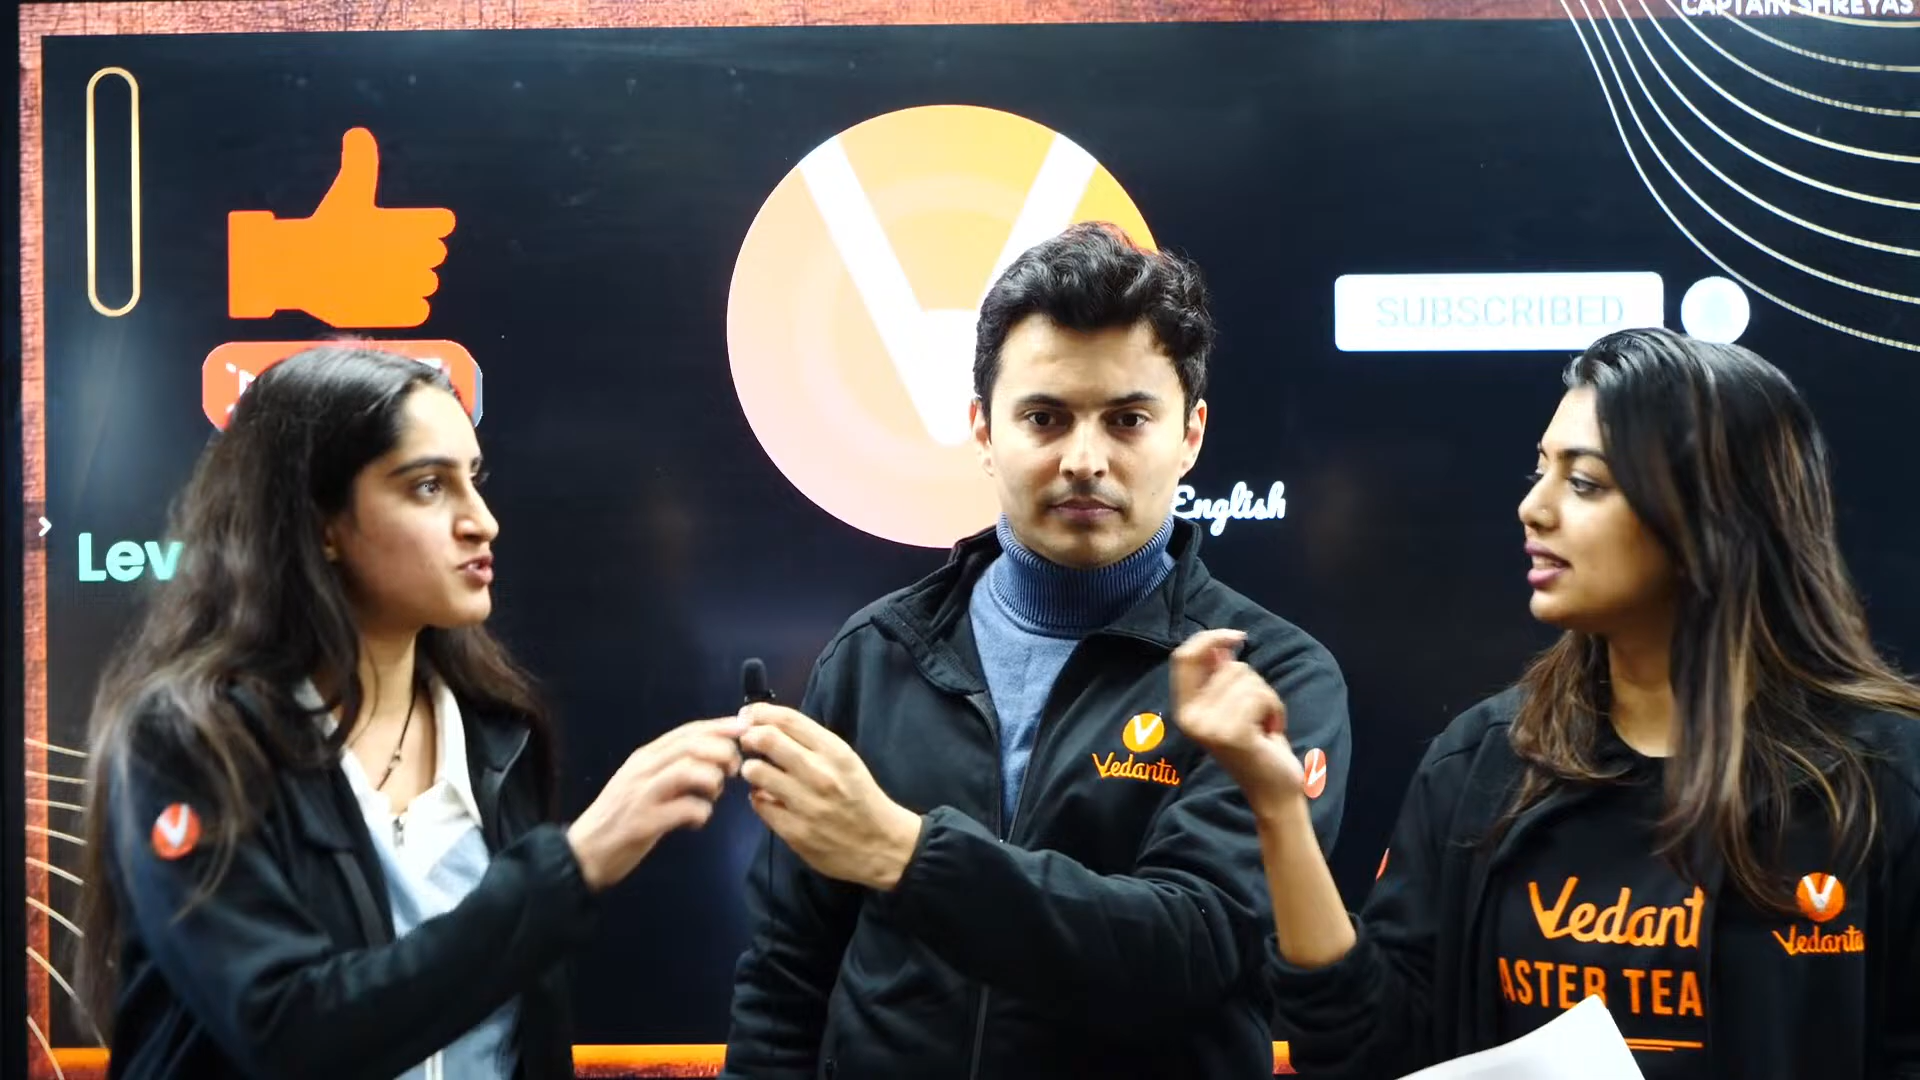 CAPTAIN SHREYAS
SUBSCRIBED
English
Lev
Vedantu
Vedant
ASTER TEA
Vedantu